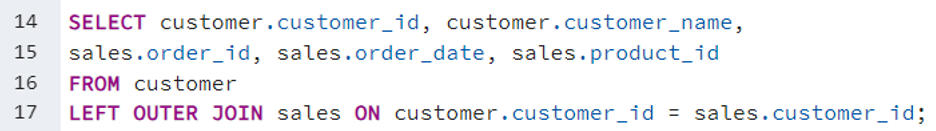 14 SELECT customer.customer_id, customer.customer_name,
15 sales.order_id, sales.order_date, sales.product_id
16 FROM customer
17 LEFT OUTER JOIN sales ON customer.customer_id = sales.customer_id;